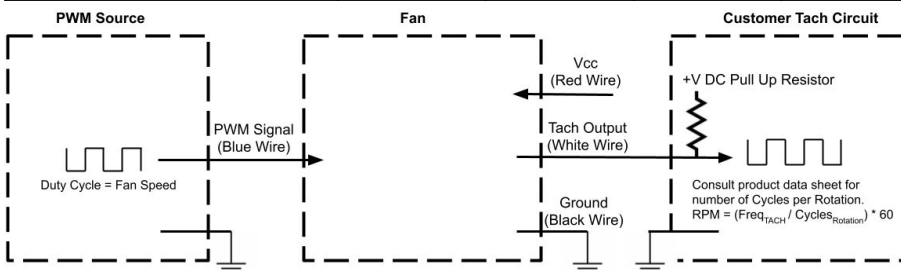 PWM Source
Fan
Customer Tach Circuit
Vcc
(Red Wire)
+V DC Pull Up Resistor
PWM Signal
(Blue Wire)
Tach Output
(White Wire)
Duty Cycle = Fan Speed
Consult product data sheet for
number of Cycles per Rotation.
RPM = (Freq_TACH / Cycles_Rotation) * 60
Ground
(Black Wire)